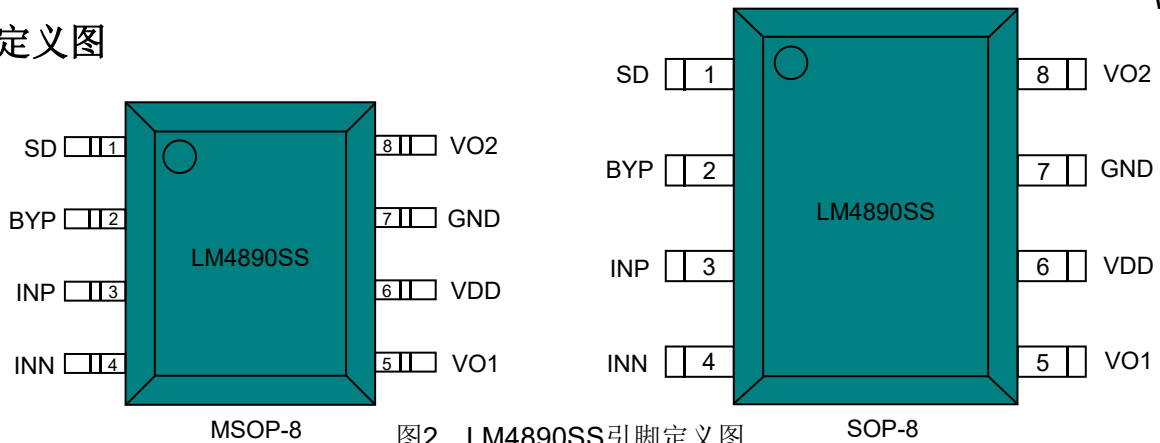 定义图
SD 1 8 VO2
BYP 2 7 GND
LM4890SS
INP 3 6 VDD
INN 4 5 VO1
MSOP-8
SD 1 8 VO2
BYP 2 7 GND
LM4890SS
INP 3 6 VDD
INN 4 5 VO1
SOP-8
图2 LM4890SS引脚定义图